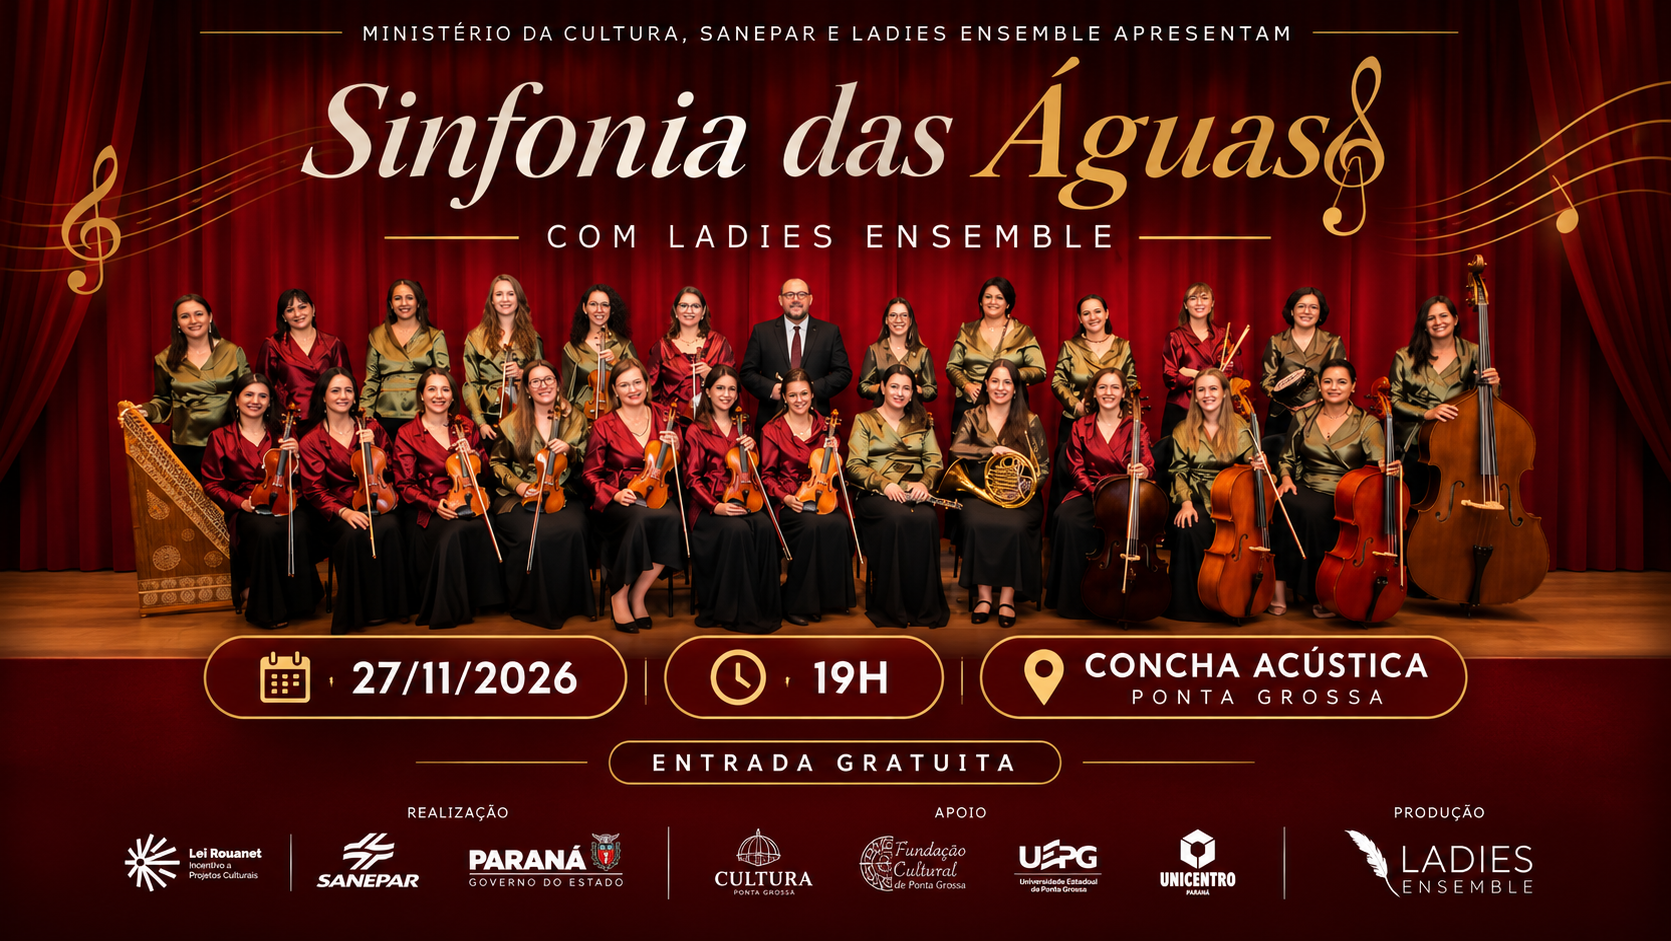 MINISTÉRIO DA CULTURA, SANEPAR E LADIES ENSEMBLE APRESENTAM
Sinfonia das Águas
COM LADIES ENSEMBLE
27/11/2026
19H
CONCHA ACÚSTICA
PONTA GROSSA
ENTRADA GRATUITA
REALIZAÇÃO
APOIO
PRODUÇÃO
Lei Rouanet
Incentivo a
Projetos Culturais
SANEPAR
PARANÁ
GOVERNO DO ESTADO
CULTURA
PONTA GROSSA
Fundação
Cultural
de Ponta Grossa
UEPG
Universidade Estadual
de Ponta Grossa
UNICENTRO
PARANÁ
LADIES
ENSEMBLE